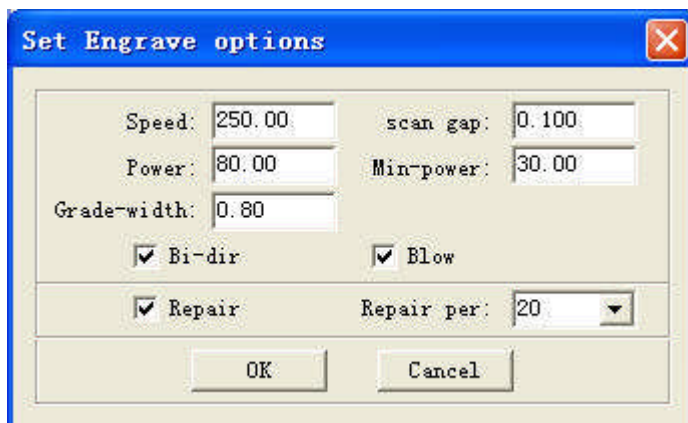 Set Engrave options
Speed: 250.00 scan gap: 0.100
Power: 80.00 Min-power: 30.00
Grade-width: 0.80
Bi-dir Blow
Repair Repair per: 20
OK Cancel